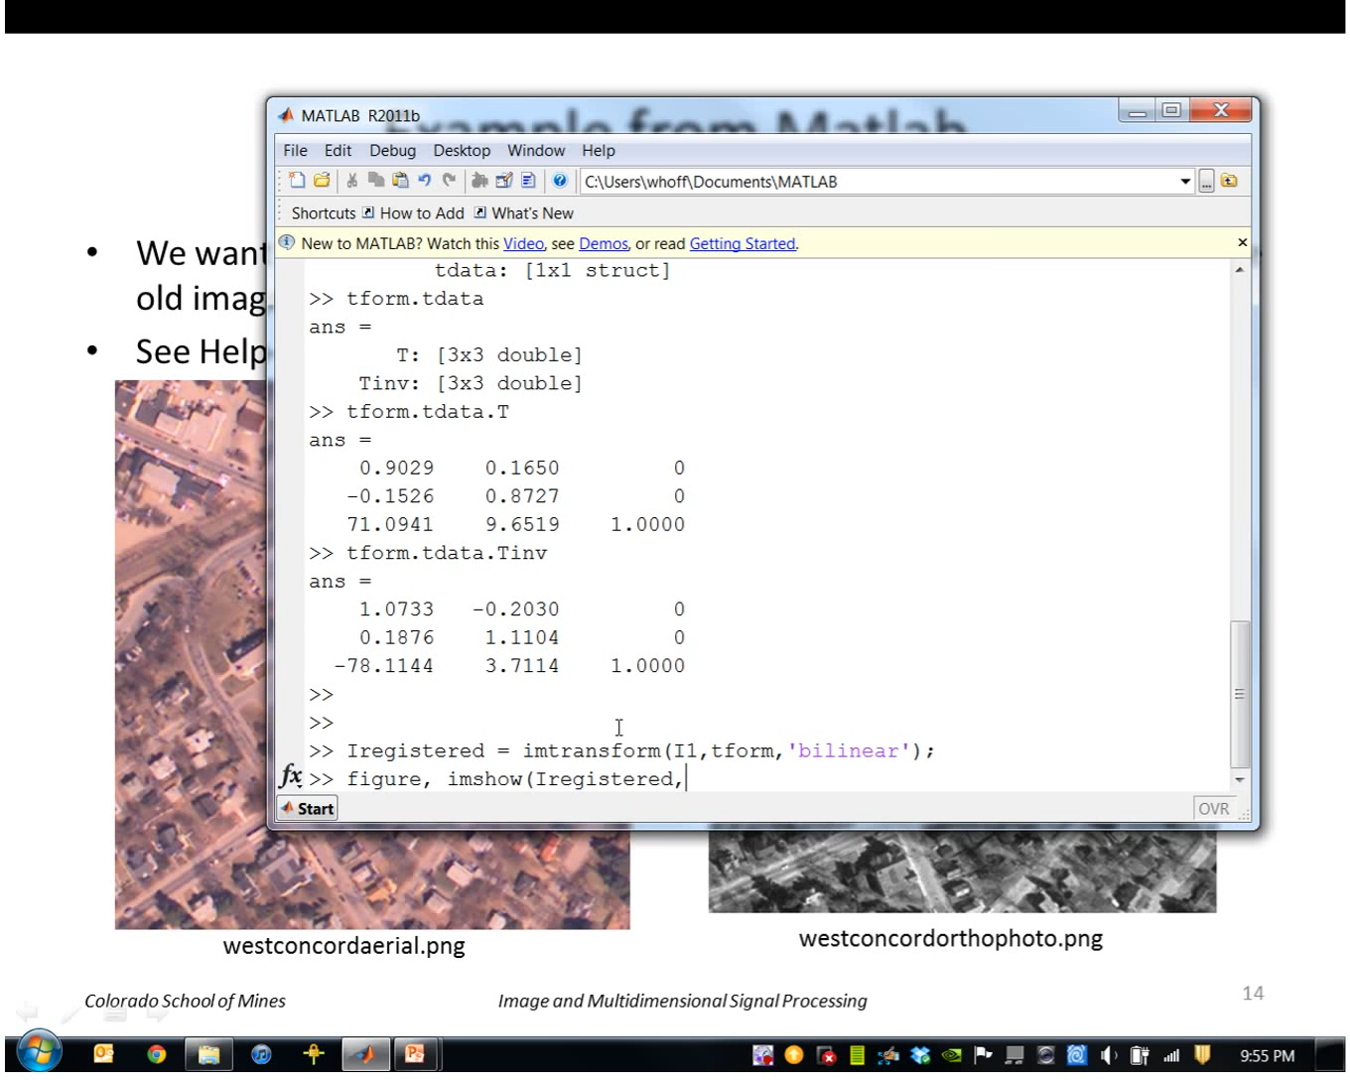 Example from Matlab
MATLAB R2011b
File Edit Debug Desktop Window Help
C:\Users\whoff\Documents\MATLAB
...
Shortcuts How to Add What's New
New to MATLAB? Watch this Video, see Demos, or read Getting Started.
• We want
old imag
• See Help
tdata: [1x1 struct]
>> tform.tdata
ans =
T: [3x3 double]
Tinv: [3x3 double]
>> tform.tdata.T
ans =
0.9029 0.1650 0
-0.1526 0.8727 0
71.0941 9.6519 1.0000
>> tform.tdata.Tinv
ans =
1.0733 -0.2030 0
0.1876 1.1104 0
-78.1144 3.7114 1.0000
>>
>>
>> Iregistered = imtransform(I1,tform,'bilinear');
fx >> figure, imshow(Iregistered,
Start OVR
westconcordaerial.png
westconcordorthophoto.png
Colorado School of Mines Image and Multidimensional Signal Processing 14
9:55 PM